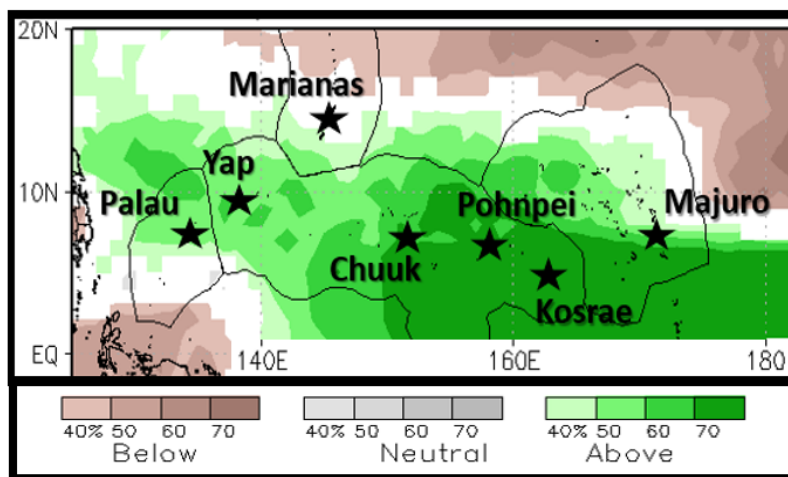 20N
Marianas
Yap
10N
Palau
Pohnpei
Majuro
Chuuk
Kosrae
EQ
140E 160E 180
40% 50 60 70 40% 50 60 70 40% 50 60 70
Below Neutral Above